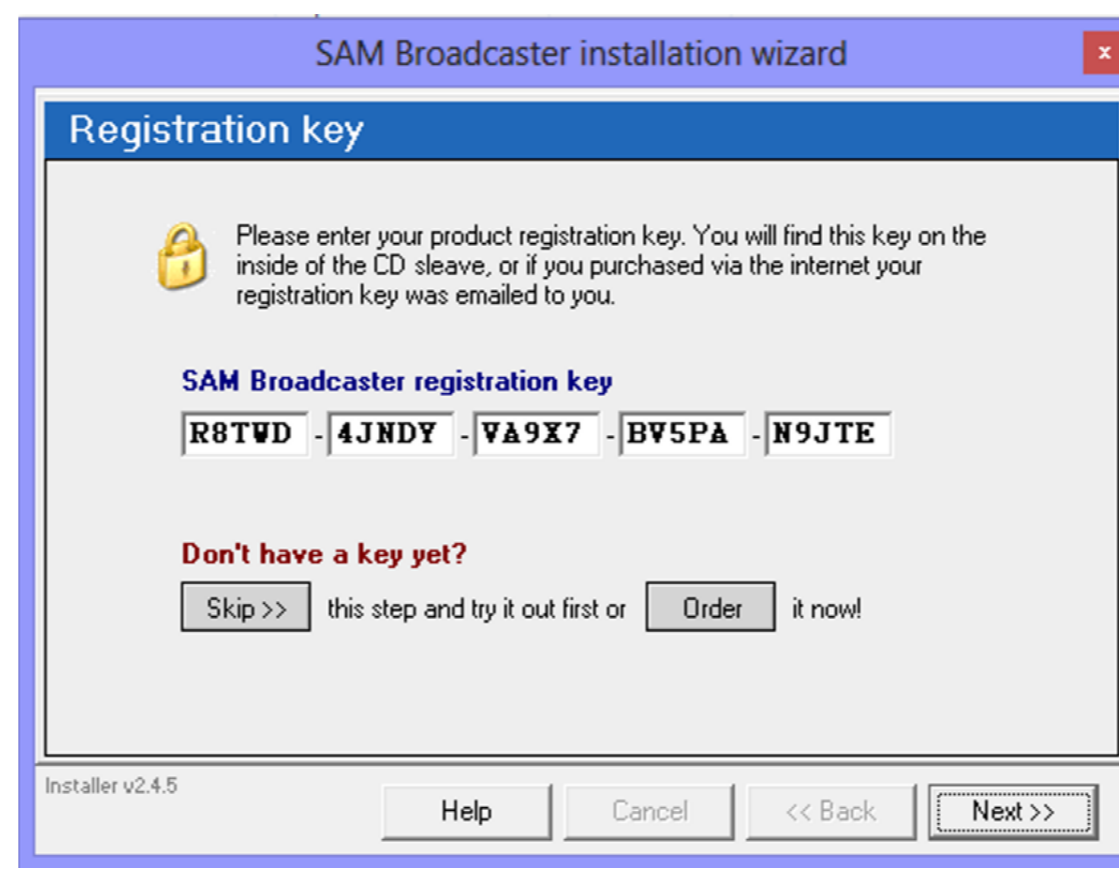 SAM Broadcaster installation wizard
x
Registration key
Please enter your product registration key. You will find this key on the
inside of the CD sleave, or if you purchased via the internet your
registration key was emailed to you.
SAM Broadcaster registration key
R8TWD - 4JNDY - VA9X7 - BV5PA - N9JTE
Don't have a key yet?
Skip >> this step and try it out first or Order it now!
Installer v2.4.5
Help Cancel << Back Next >>